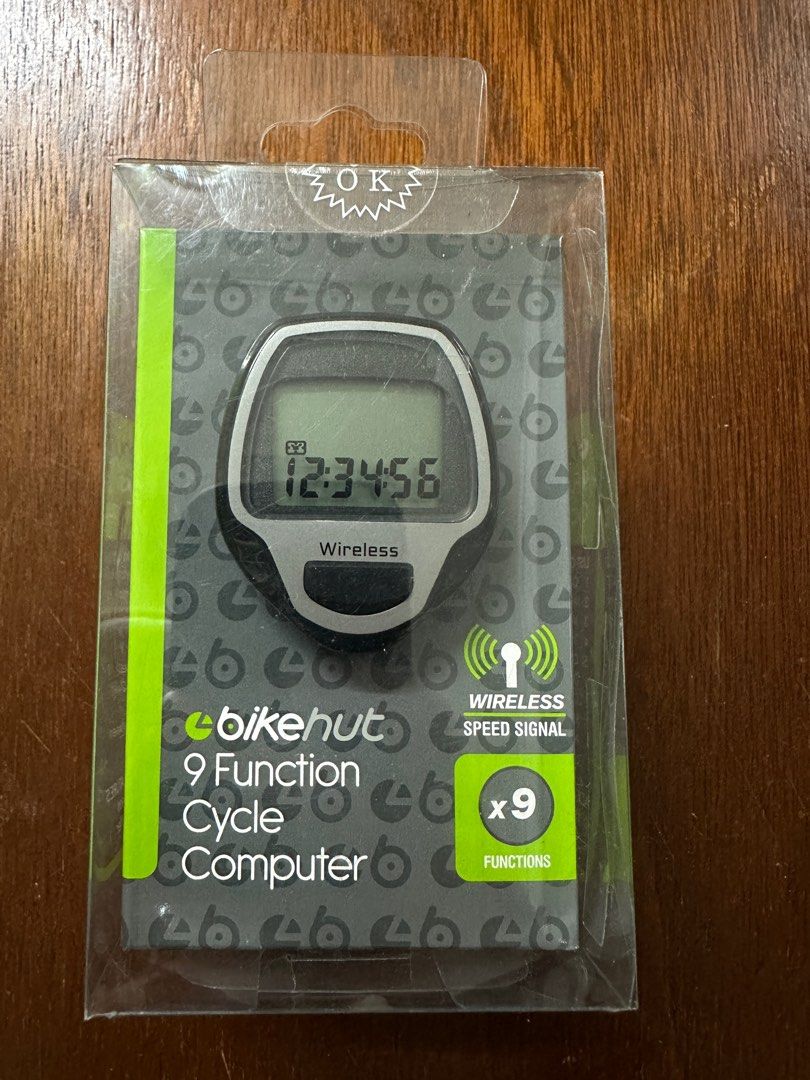 OK
12:34:56
Wireless
WIRELESS
SPEED SIGNAL
bikehut
9 Function
Cycle
Computer
x9
FUNCTIONS